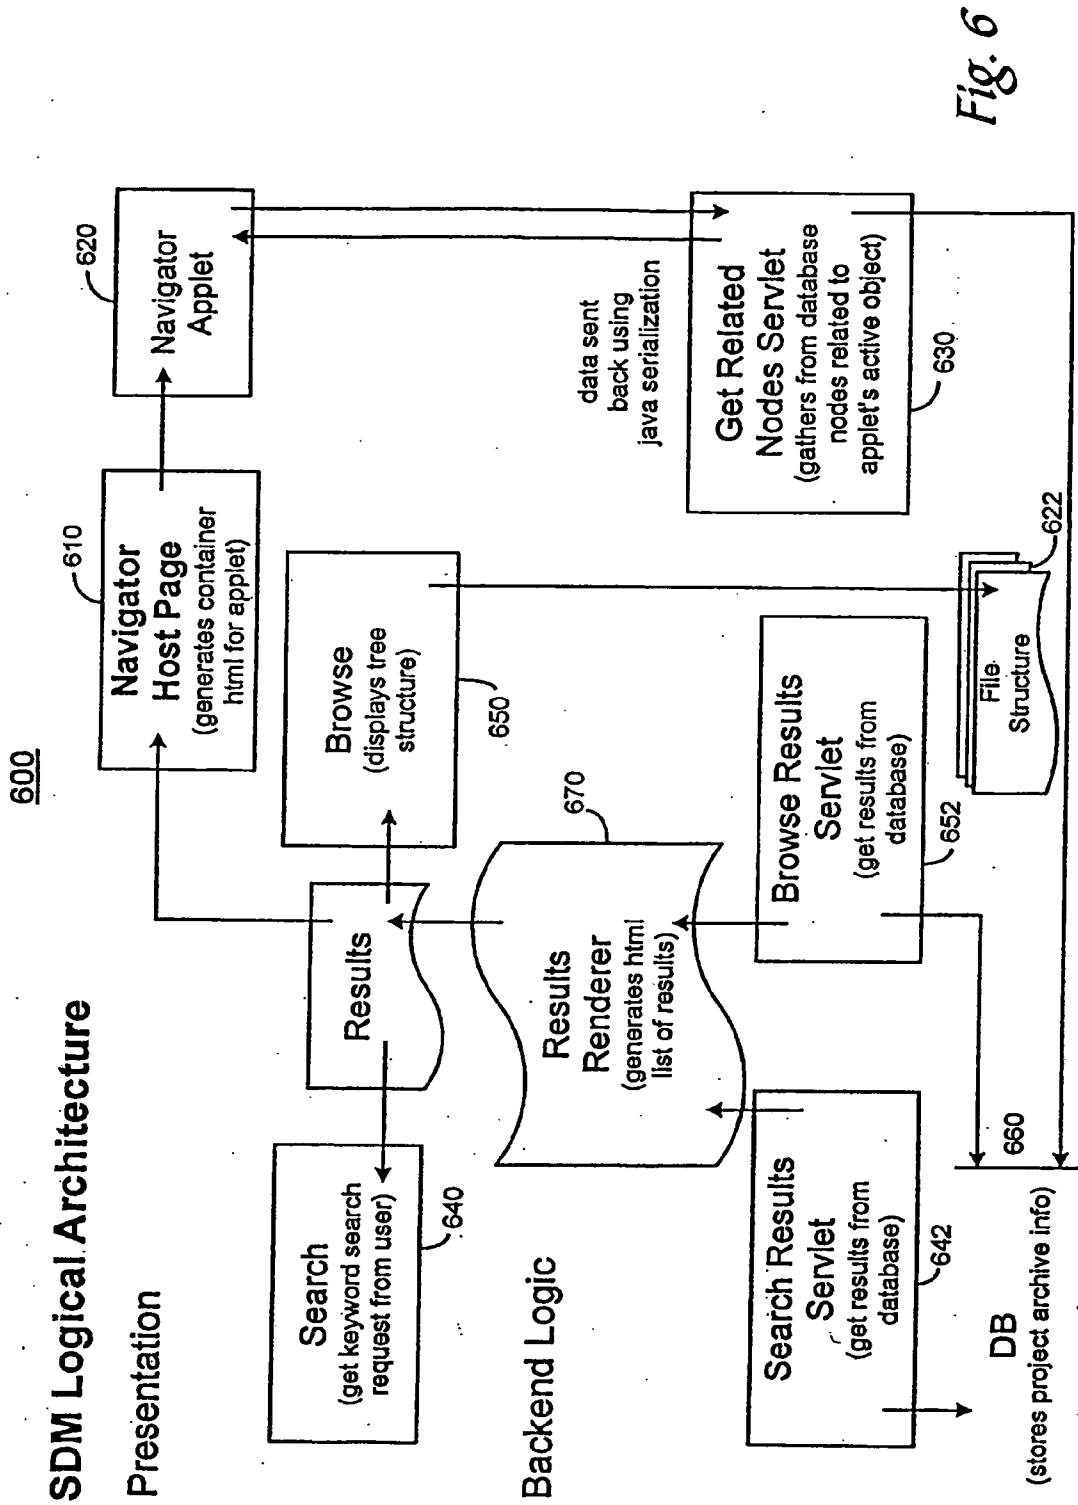 600
SDM Logical Architecture
Presentation
Navigator
Host Page
(generates container
html for applet)
610
Navigator
Applet
620
Search
(get keyword search
request from user)
640
Results
Browse
(displays tree
structure)
650
Backend Logic
Results
Renderer
(generates html
list of results)
670
data sent
back using
java serialization
Search Results
Servlet
(get results from
database)
642
Browse Results
Servlet
(get results from
database)
652
Get Related
Nodes Servlet
(gathers from database
nodes related to
applet's active object)
630
File
Structure
622
DB
(stores project archive info)
660
Fig. 6